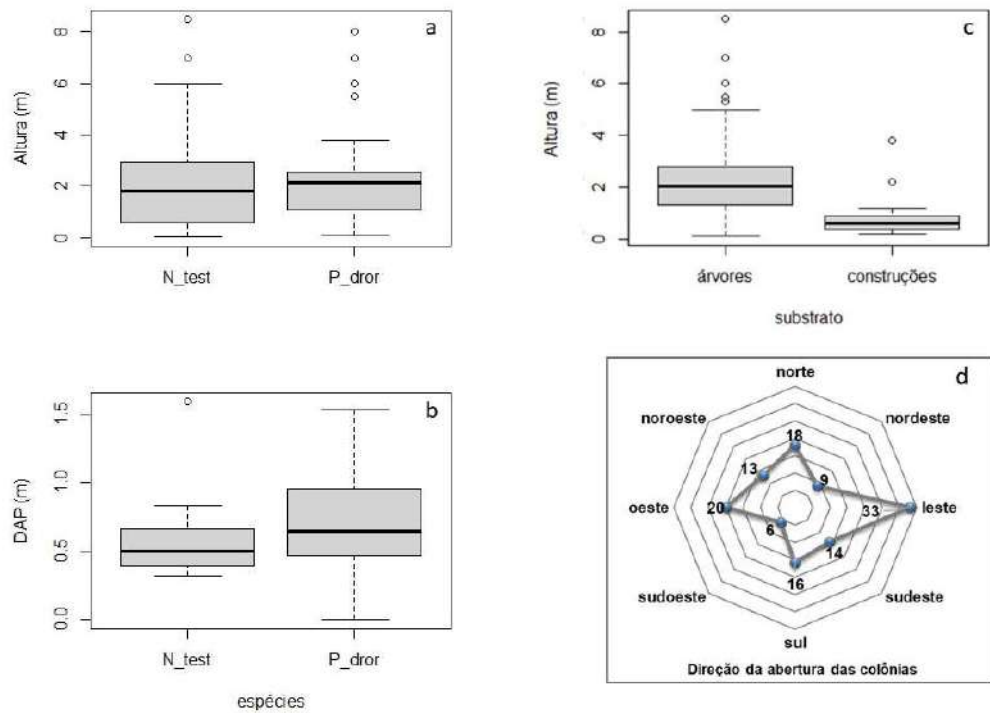 a
Altura (m)
0 2 4 6 8
N_test P_dror
c
Altura (m)
0 2 4 6 8
árvores construções
substrato
b
DAP (m)
0.0 0.5 1.0 1.5
N_test P_dror
espécies
d
norte
noroeste nordeste
18
13 9
oeste 20 33 leste
6 14
16
sudoeste sudeste
sul
Direção da abertura das colônias